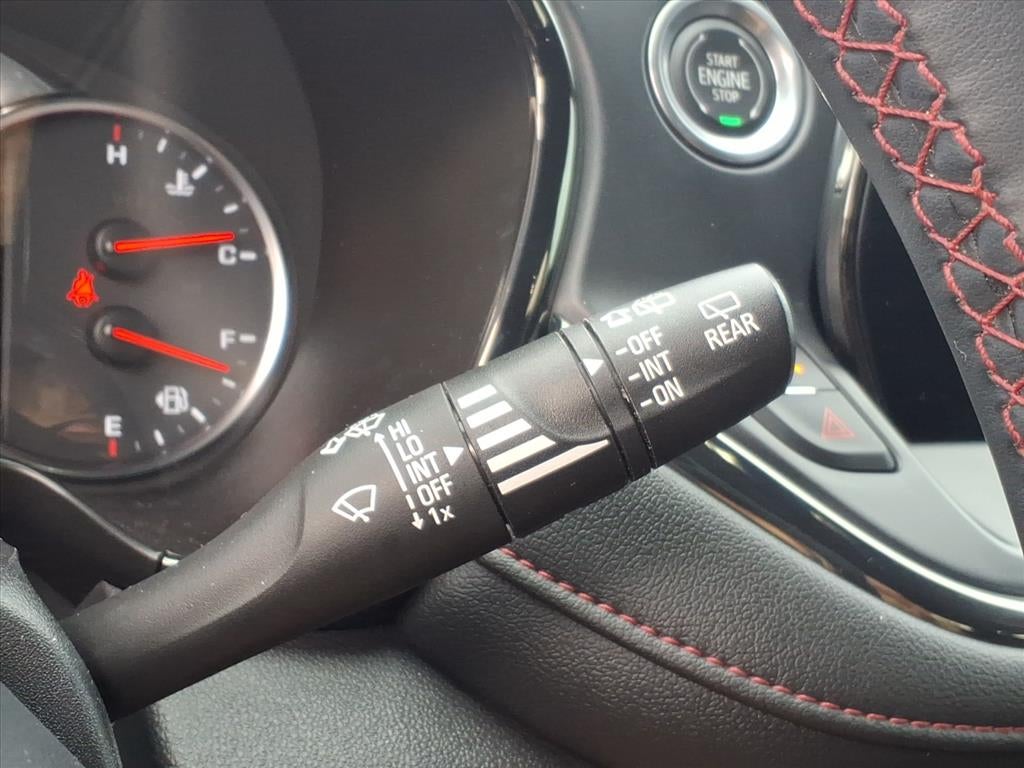 START
ENGINE
STOP
H
C
F
E
HI
LO
INT
OFF
1x
-OFF
-INT
-ON
REAR